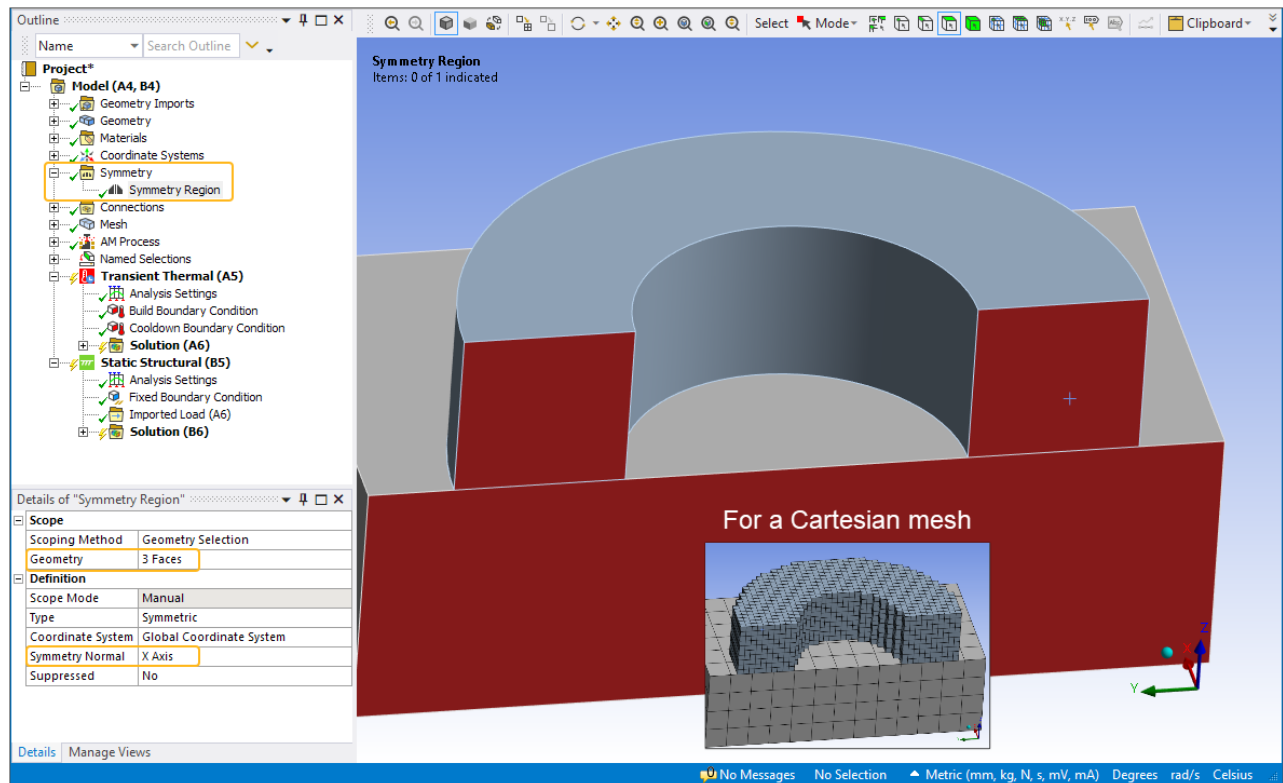 Outline
Name
Search Outline
Project*
Model (A4, B4)
Geometry Imports
Geometry
Materials
Coordinate Systems
Symmetry
Symmetry Region
Connections
Mesh
AM Process
Named Selections
Transient Thermal (A5)
Analysis Settings
Build Boundary Condition
Cooldown Boundary Condition
Solution (A6)
Static Structural (B5)
Analysis Settings
Fixed Boundary Condition
Imported Load (A6)
Solution (B6)
Details of "Symmetry Region"
Scope
Scoping Method Geometry Selection
Geometry 3 Faces
Definition
Scope Mode Manual
Type Symmetric
Coordinate System Global Coordinate System
Symmetry Normal X Axis
Suppressed No
Details Manage Views
Select Mode Clipboard
Symmetry Region
Items: 0 of 1 indicated
For a Cartesian mesh
Z
X
Y
No Messages No Selection Metric (mm, kg, N, s, mV, mA) Degrees rad/s Celsius